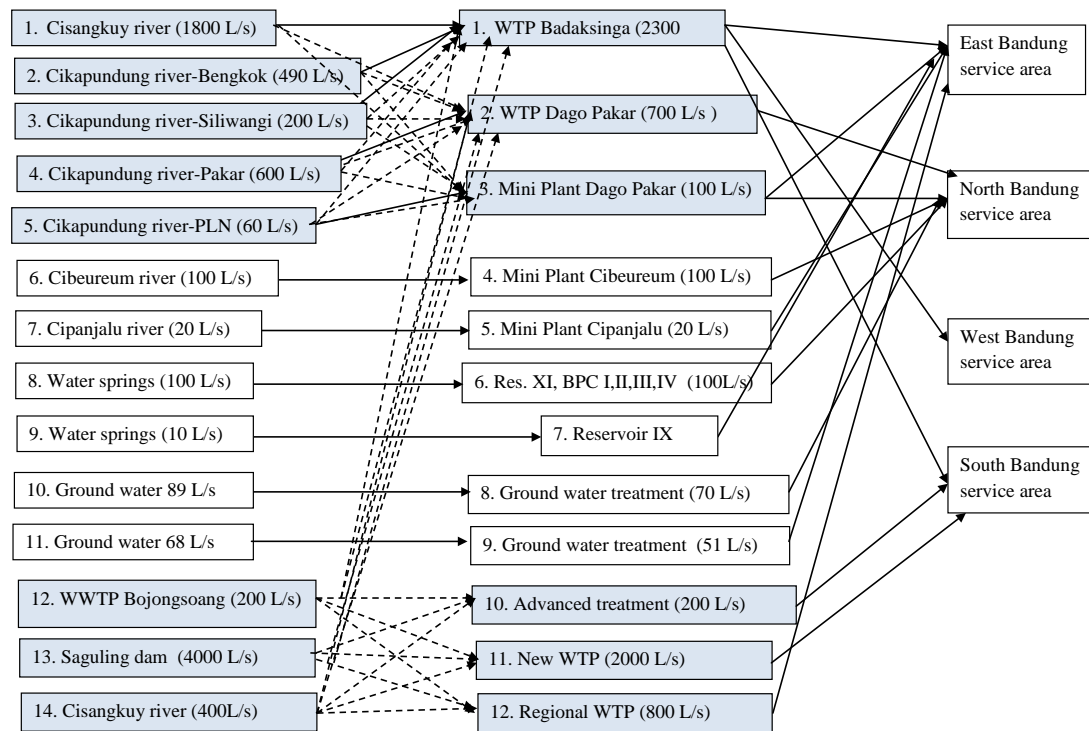 1. Cisangkuy river (1800 L/s)
2. Cikapundung river-Bengkok (490 L/s)
3. Cikapundung river-Siliwangi (200 L/s)
4. Cikapundung river-Pakar (600 L/s)
5. Cikapundung river-PLN (60 L/s)
6. Cibeureum river (100 L/s)
7. Cipanjalu river (20 L/s)
8. Water springs (100 L/s)
9. Water springs (10 L/s)
10. Ground water 89 L/s
11. Ground water 68 L/s
12. WWTP Bojongsoang (200 L/s)
13. Saguling dam (4000 L/s)
14. Cisangkuy river (400L/s)
1. WTP Badaksinga (2300
2. WTP Dago Pakar (700 L/s )
3. Mini Plant Dago Pakar (100 L/s)
4. Mini Plant Cibeureum (100 L/s)
5. Mini Plant Cipanjalu (20 L/s)
6. Res. XI, BPC I,II,III,IV (100L/s)
7. Reservoir IX
8. Ground water treatment (70 L/s)
9. Ground water treatment (51 L/s)
10. Advanced treatment (200 L/s)
11. New WTP (2000 L/s)
12. Regional WTP (800 L/s)
East Bandung
service area
North Bandung
service area
West Bandung
service area
South Bandung
service area